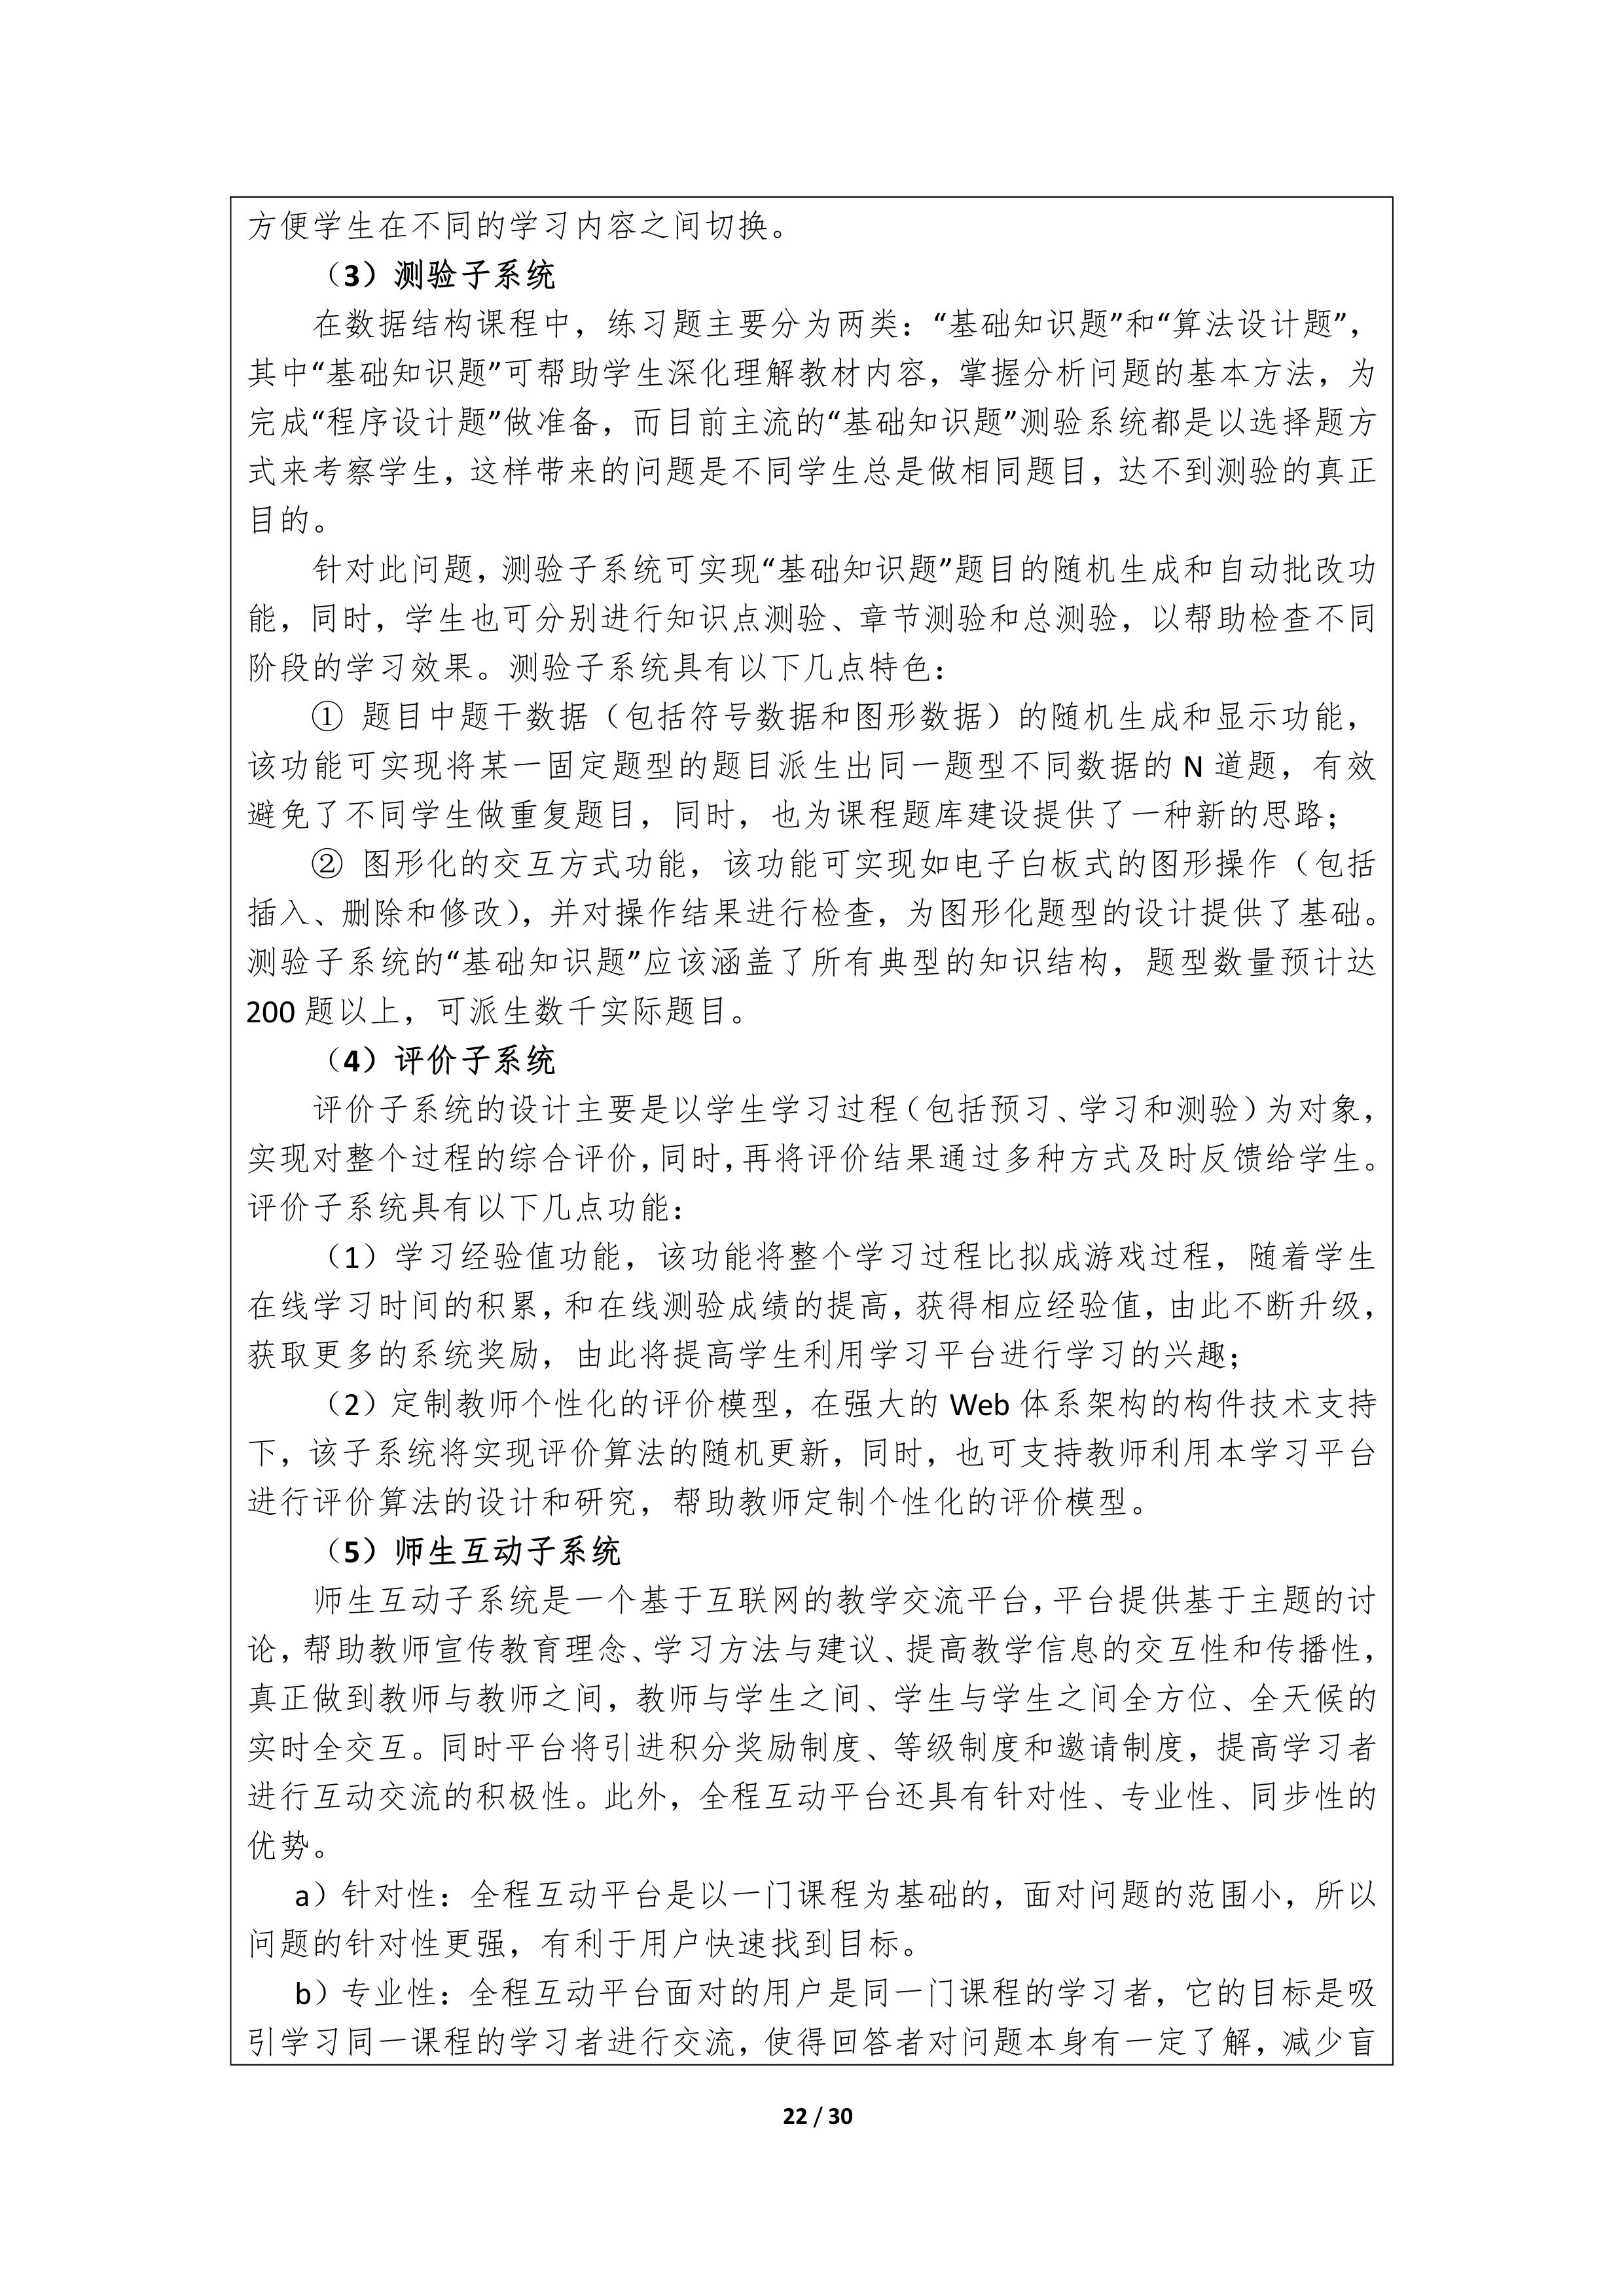 方便学生在不同的学习内容之间切换。
（3）测验子系统
在数据结构课程中，练习题主要分为两类：“基础知识题”和“算法设计题”，
其中“基础知识题”可帮助学生深化理解教材内容，掌握分析问题的基本方法，为
完成“程序设计题”做准备，而目前主流的“基础知识题”测验系统都是以选择题方
式来考察学生，这样带来的问题是不同学生总是做相同题目，达不到测验的真正
目的。
针对此问题，测验子系统可实现“基础知识题”题目的随机生成和自动批改功
能，同时，学生也可分别进行知识点测验、章节测验和总测验，以帮助检查不同
阶段的学习效果。测验子系统具有以下几点特色：
① 题目中题干数据（包括符号数据和图形数据）的随机生成和显示功能，
该功能可实现将某一固定题型的题目派生出同一题型不同数据的 N 道题，有效
避免了不同学生做重复题目，同时，也为课程题库建设提供了一种新的思路；
② 图形化的交互方式功能，该功能可实现如电子白板式的图形操作（包括
插入、删除和修改），并对操作结果进行检查，为图形化题型的设计提供了基础。
测验子系统的“基础知识题”应该涵盖了所有典型的知识结构，题型数量预计达
200 题以上，可派生数千实际题目。
（4）评价子系统
评价子系统的设计主要是以学生学习过程（包括预习、学习和测验）为对象，
实现对整个过程的综合评价，同时，再将评价结果通过多种方式及时反馈给学生。
评价子系统具有以下几点功能：
（1）学习经验值功能，该功能将整个学习过程比拟成游戏过程，随着学生
在线学习时间的积累，和在线测验成绩的提高，获得相应经验值，由此不断升级，
获取更多的系统奖励，由此将提高学生利用学习平台进行学习的兴趣；
（2）定制教师个性化的评价模型，在强大的 Web 体系架构的构件技术支持
下，该子系统将实现评价算法的随机更新，同时，也可支持教师利用本学习平台
进行评价算法的设计和研究，帮助教师定制个性化的评价模型。
（5）师生互动子系统
师生互动子系统是一个基于互联网的教学交流平台，平台提供基于主题的讨
论，帮助教师宣传教育理念、学习方法与建议、提高教学信息的交互性和传播性，
真正做到教师与教师之间，教师与学生之间、学生与学生之间全方位、全天候的
实时全交互。同时平台将引进积分奖励制度、等级制度和邀请制度，提高学习者
进行互动交流的积极性。此外，全程互动平台还具有针对性、专业性、同步性的
优势。
a）针对性：全程互动平台是以一门课程为基础的，面对问题的范围小，所以
问题的针对性更强，有利于用户快速找到目标。
b）专业性：全程互动平台面对的用户是同一门课程的学习者，它的目标是吸
引学习同一课程的学习者进行交流，使得回答者对问题本身有一定了解，减少盲
22 / 30